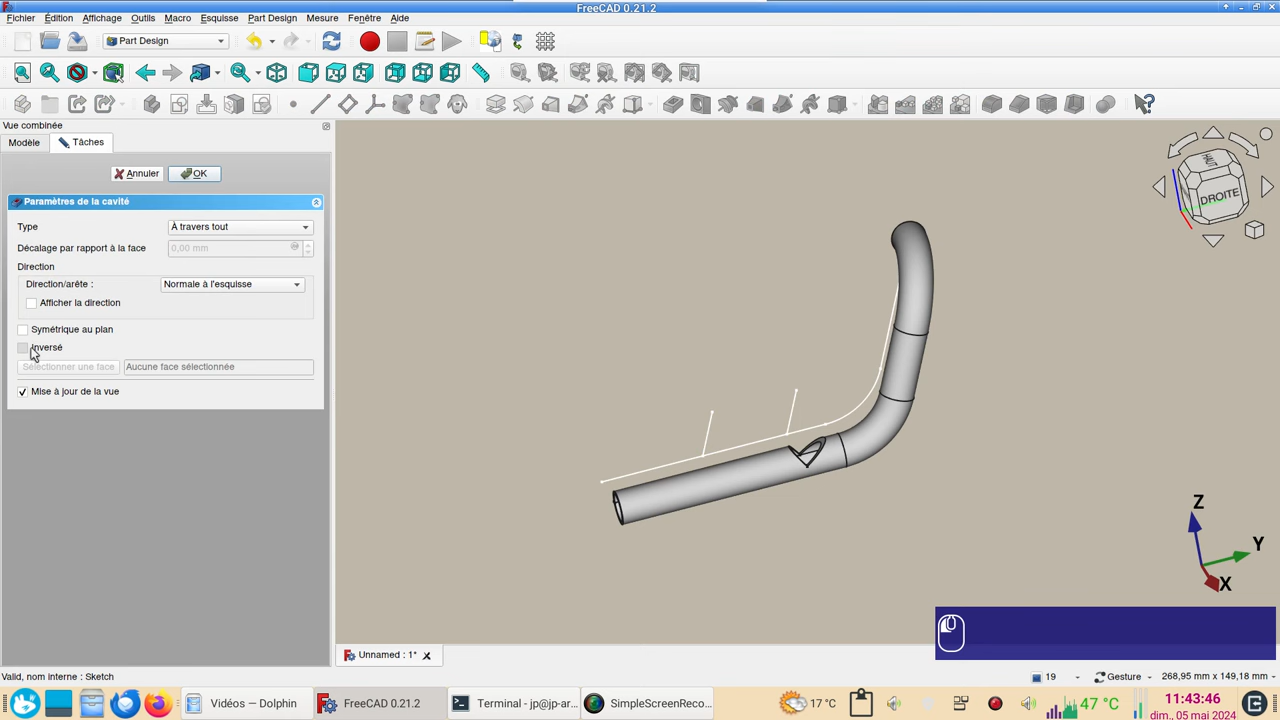 FreeCAD 0.21.2
Fichier Édition Affichage Outils Macro Esquisse Part Design Mesure Fenêtre Aide
Part Design
Vue combinée
Modèle Tâches
Annuler OK
Paramètres de la cavité
Type À travers tout
Décalage par rapport à la face 0,00 mm
Direction
Direction/arête : Normale à l'esquisse
Afficher la direction
Symétrique au plan
Inversé
Sélectionner une face Aucune face sélectionnée
Mise à jour de la vue
HAUT
DROITE
Z
Y
X
Unnamed : 1*
Valid, nom interne : Sketch 19 Gesture 268,95 mm x 149,18 mm
Vidéos — Dolphin FreeCAD 0.21.2 Terminal - jp@jp-ar... SimpleScreenReco... 17 °C 47 °C 11:43:46
dim., 05 mai 2024